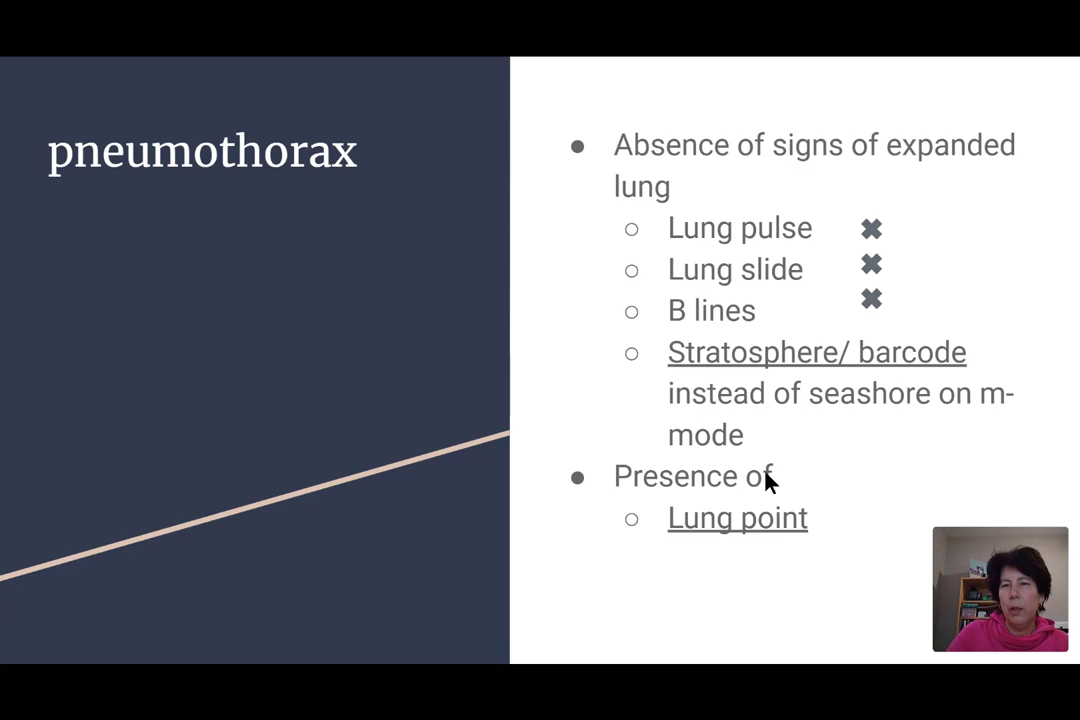 pneumothorax
Absence of signs of expanded
lung
Lung pulse
Lung slide
B lines
Stratosphere/ barcode
instead of seashore on m-
mode
Presence of
Lung point